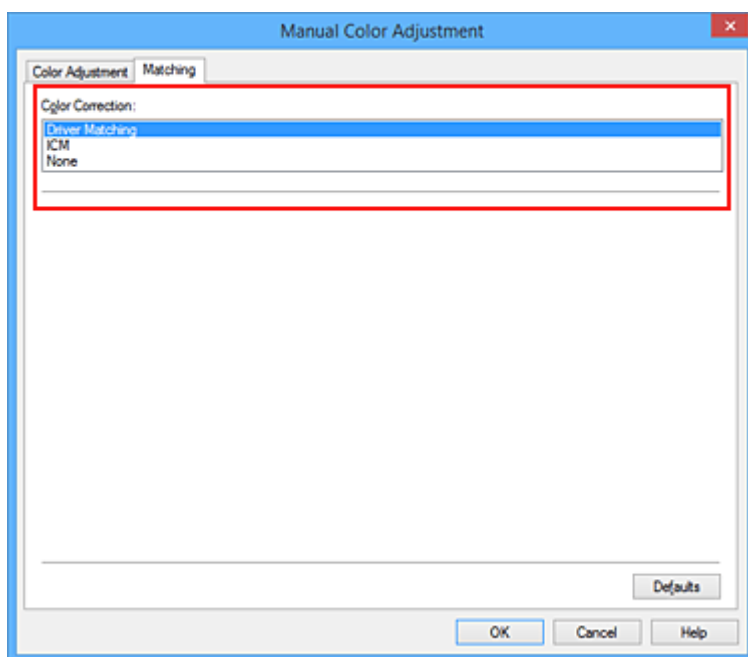 Manual Color Adjustment
Color Adjustment Matching
Color Correction:
Driver Matching
ICM
None
Defaults
OK Cancel Help